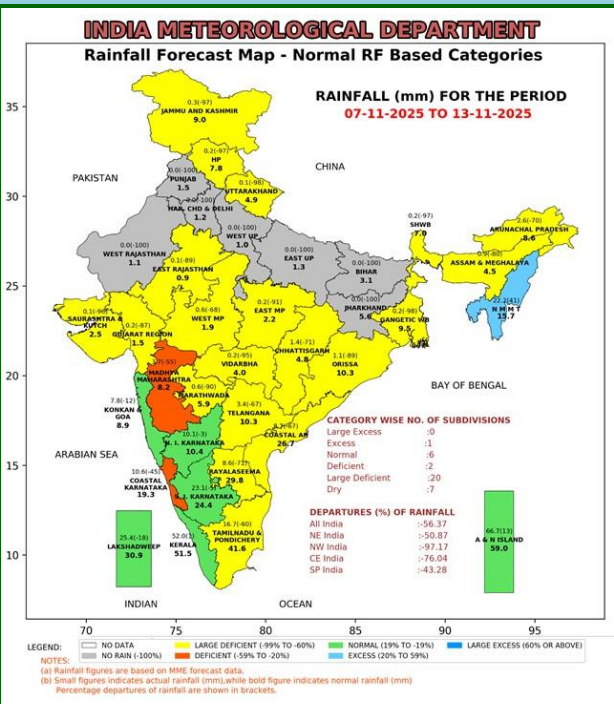 INDIA METEOROLOGICAL DEPARTMENT
Rainfall Forecast Map - Normal RF Based Categories
RAINFALL (mm) FOR THE PERIOD
07-11-2025 TO 13-11-2025
35
30
25
20
15
10
0.3(-97)
JAMMU AND KASHMIR
9.0
0.2(-97)
HP
7.8
CHINA
PAKISTAN
0.0(-100)
PUNJAB
1.5
0.1(-98)
UTTARAKHAND
4.9
0.0(-100)
HAR. CHD & DELHI
1.2
0.0(-100)
WEST UP
1.0
0.2(-97)
SHWB
7.0
2.6(-70)
ARUNACHAL PRADESH
8.6
0.0(-100)
WEST RAJASTHAN
1.1
0.1(-89)
EAST RAJASTHAN
0.9
0.0(-100)
EAST UP
1.3
0.0(-100)
BIHAR
3.1
ASSAM & MEGHALAYA
4.5
22.2(41)
N M M T
15.7
SAURASHTRA &
KUTCH
2.5
0.2(-87)
GUJARAT REGION
1.5
0.6(-68)
WEST MP
1.9
0.2(-91)
EAST MP
2.2
0.0(-100)
JHARKHAND
5.6
0.2(-98)
GANGETIC WB
9.5
MADHYA
MAHARASHTRA
8.2
0.2(-95)
VIDARBHA
4.0
1.4(-71)
CHHATTISGARH
4.8
1.1(-89)
ORISSA
10.3
0.6(-90)
MARATHWADA
5.9
3.4(-67)
TELANGANA
10.3
BAY OF BENGAL
7.8(-12)
KONKAN &
GOA
8.9
10.1(-3)
N. I. KARNATAKA
10.4
COASTAL AP
26.7
ARABIAN SEA
10.6(-45)
COASTAL
KARNATAKA
19.3
8.6(-71)
RAYALASEEMA
29.8
S. I. KARNATAKA
24.4
25.4(-18)
LAKSHADWEEP
30.9
52.0(1)
KERALA
51.5
16.7(-60)
TAMILNADU &
PONDICHERY
41.6
66.7(13)
A & N ISLAND
59.0
CATEGORY WISE NO. OF SUBDIVISIONS
Large Excess :0
Excess :1
Normal :6
Deficient :2
Large Deficient :20
Dry :7
DEPARTURES (%) OF RAINFALL
All India :-56.37
NE India :-50.87
NW India :-97.17
CE India :-76.04
SP India :-43.28
INDIAN OCEAN
70 75 80 85 90 95
LEGEND: NO DATA LARGE DEFICIENT (-99% TO -60%) NORMAL (19% TO -19%) LARGE EXCESS (60% OR ABOVE)
NO RAIN (-100%) DEFICIENT (-59% TO -20%) EXCESS (20% TO 59%)
NOTES:
(a) Rainfall figures are based on MME forecast data.
(b) Small figures indicates actual rainfall (mm),while bold figure indicates normal rainfall (mm)
Percentage departures of rainfall are shown in brackets.